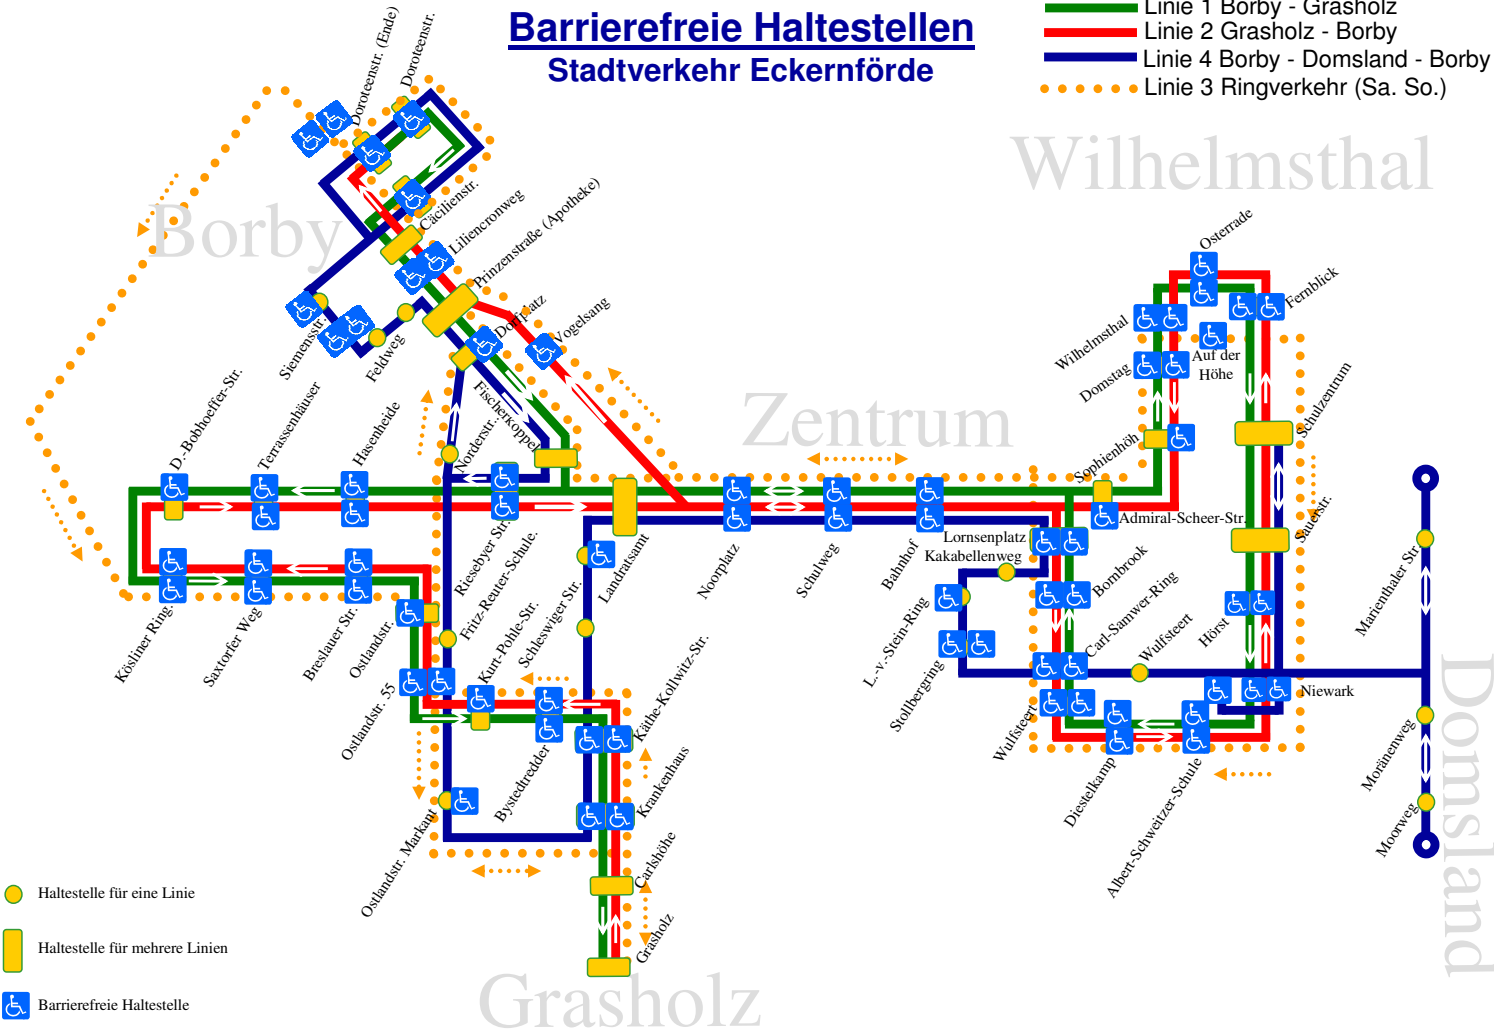 Barrierefreie Haltestellen
Stadtverkehr Eckernförde
Linie 1 Borby - Grasholz
Linie 2 Grasholz - Borby
Linie 4 Borby - Domsland - Borby
Linie 3 Ringverkehr (Sa. So.)
Wilhelmsthal
Borby
Zentrum
Domsland
Grasholz
Doroteenstr. (Ende)
Doroteenstr.
Cäcilienstr.
Liliencronweg
Prinzenstraße (Apotheke)
Dorfplatz
Vogelsang
Siemensstr.
Feldweg
Fischerkoppel
Norderstr.
D.-Bobhoeffer-Str.
Terrassenhäuser
Hasenheide
Riesebyer Str.
Fritz-Reuter-Schule.
Landratsamt
Noorplatz
Schulweg
Bahnhof
Kösliner Ring.
Saxtorfer Weg
Breslauer Str.
Ostlandstr.
Ostlandstr. 55
Kurt-Pohle-Str.
Schleswiger Str.
Bystedtredder
Käthe-Kollwitz-Str.
Krankenhaus
Ostlandstr. Markant
Carlshöhe
Grasholz
Osterrade
Fernblick
Wilhelmsthal
Domstag
Auf der
Höhe
Sophienhöh
Schulzentrum
Admiral-Scheer-Str.
Sauerstr.
Lornsenplatz
Kakabellenweg
Bornbrook
L.-v.-Stein-Ring
Stollbergring
Carl-Samwer-Ring
Wulfsteert
Hörst
Niewark
Wulfsteert
Diestelkamp
Albert-Schweitzer-Schule
Marienthaler Str.
Moränenweg
Moorweg
Haltestelle für eine Linie
Haltestelle für mehrere Linien
Barrierefreie Haltestelle